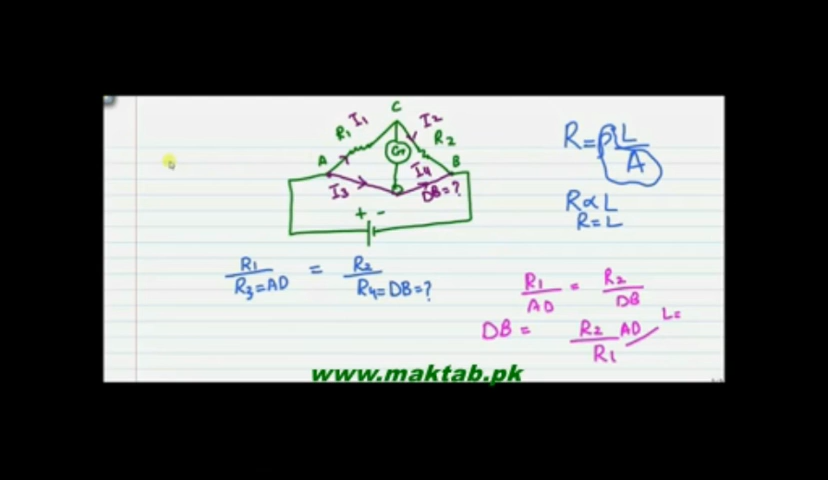 C
R1 I1
I2
R2
A
G
B
I3
I4
DB=?
+ -
R=ρL/A
R∝L
R=L
R1/R3=AD = R2/R4=DB=?
R1/AD = R2/DB
DB= R2 AD/R1
L=
www.maktab.pk